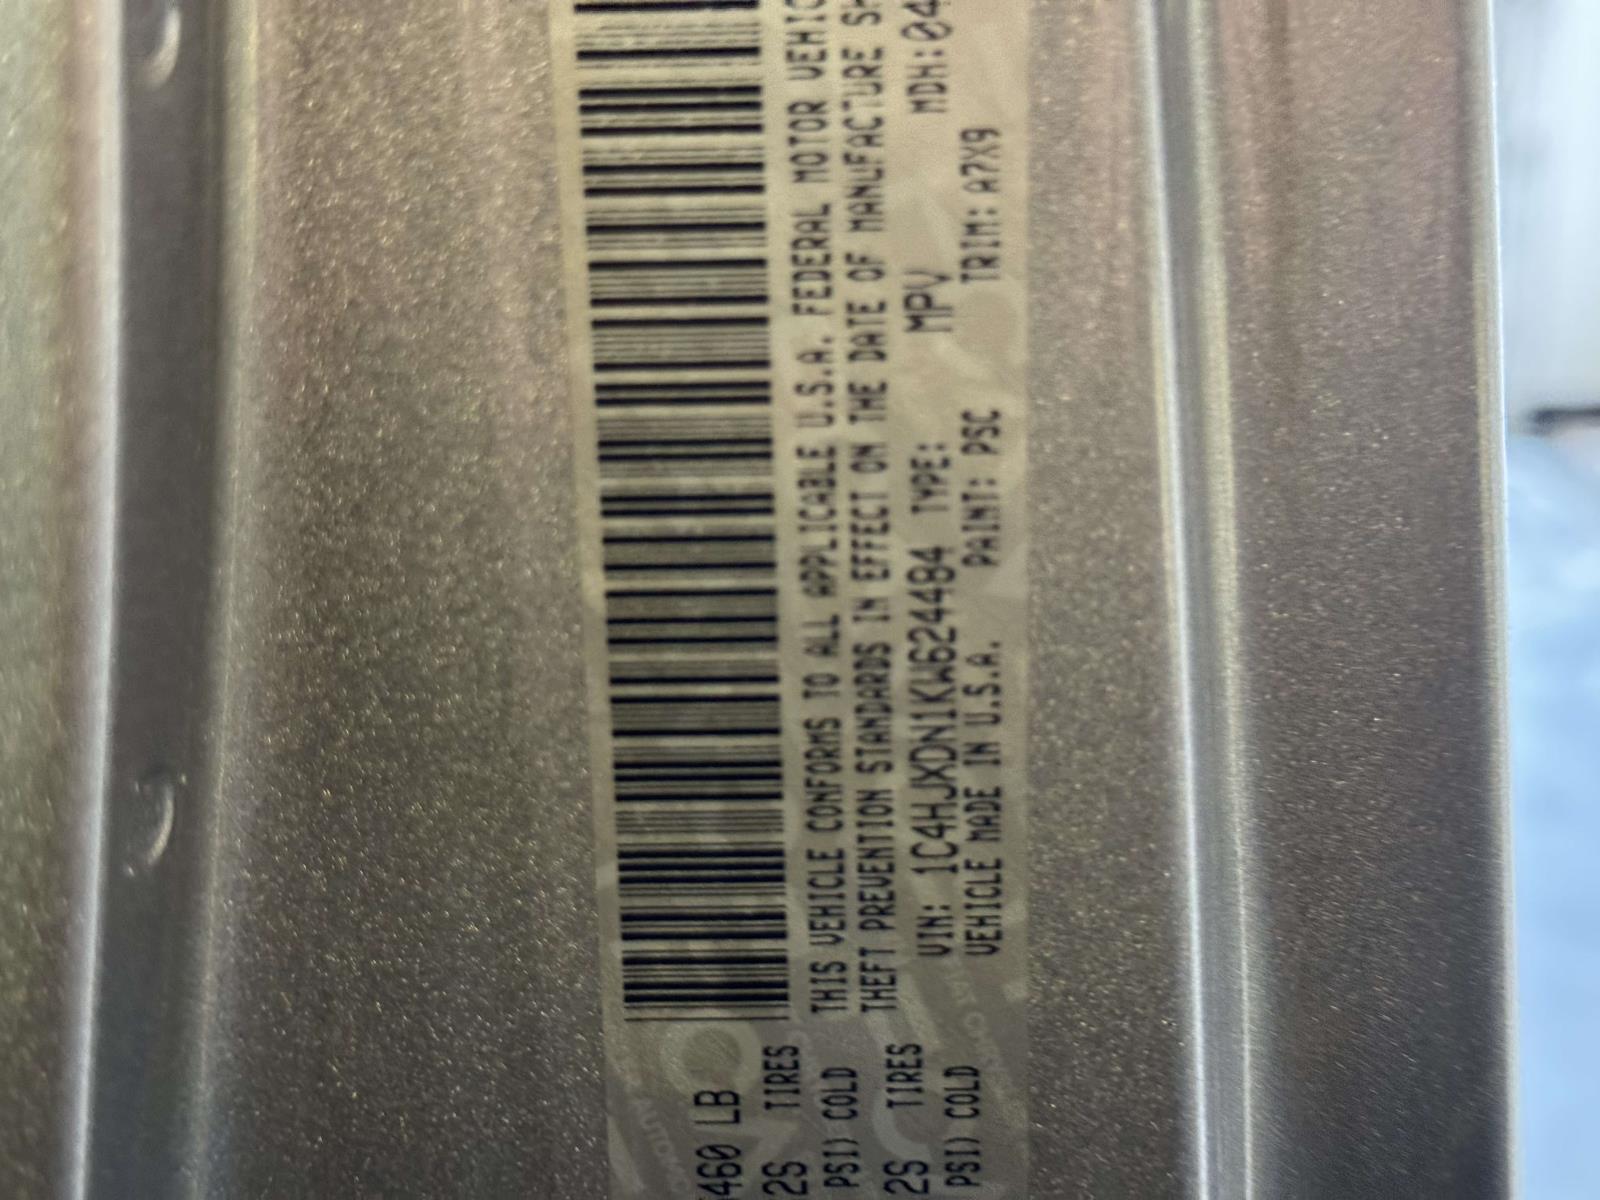 THIS VEHICLE CONFORMS TO ALL APPLICABLE U.S.A. FEDERAL MOTOR VEHIC
THEFT PREVENTION STANDARDS IN EFFECT ON THE DATE OF MANUFACTURE SH
VIN: 1C4HJXDN1KW624484 TYPE: MPV MDH:04
VEHICLE MADE IN U.S.A. PAINT: PSC TRIM: A7X9
460 LB
2S TIRES
PSI) COLD
2S TIRES
PSI) COLD